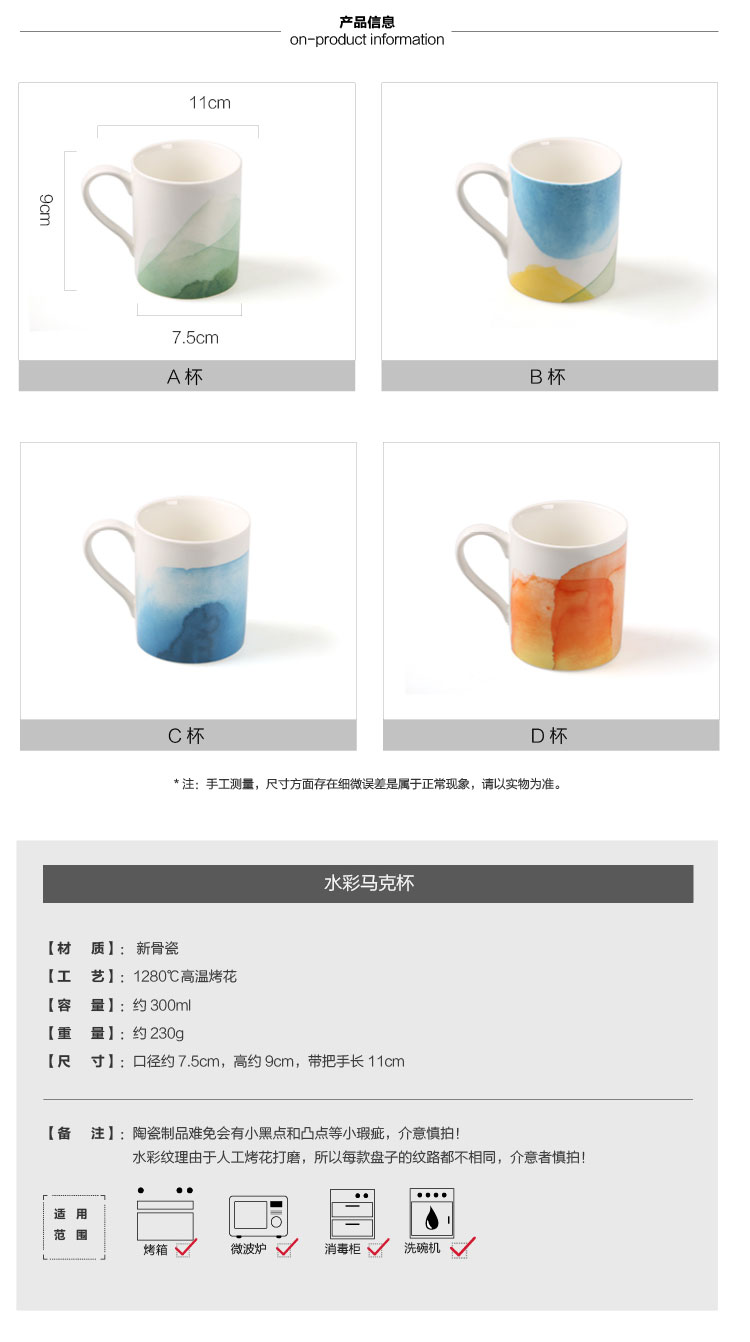 产品信息
on-product information
11cm
9cm
7.5cm
A 杯
B 杯
C 杯
D 杯
* 注：手工测量，尺寸方面存在细微误差是属于正常现象，请以实物为准。
水彩马克杯
【材 质】：新骨瓷
【工 艺】：1280℃高温烤花
【容 量】：约 300ml
【重 量】：约 230g
【尺 寸】：口径约 7.5cm，高约 9cm，带把手长 11cm
【备 注】：陶瓷制品难免会有小黑点和凸点等小瑕疵，介意慎拍！
水彩纹理由于人工烤花打磨，所以每款盘子的纹路都不相同，介意者慎拍！
适 用
范 围
烤箱
微波炉
消毒柜
洗碗机